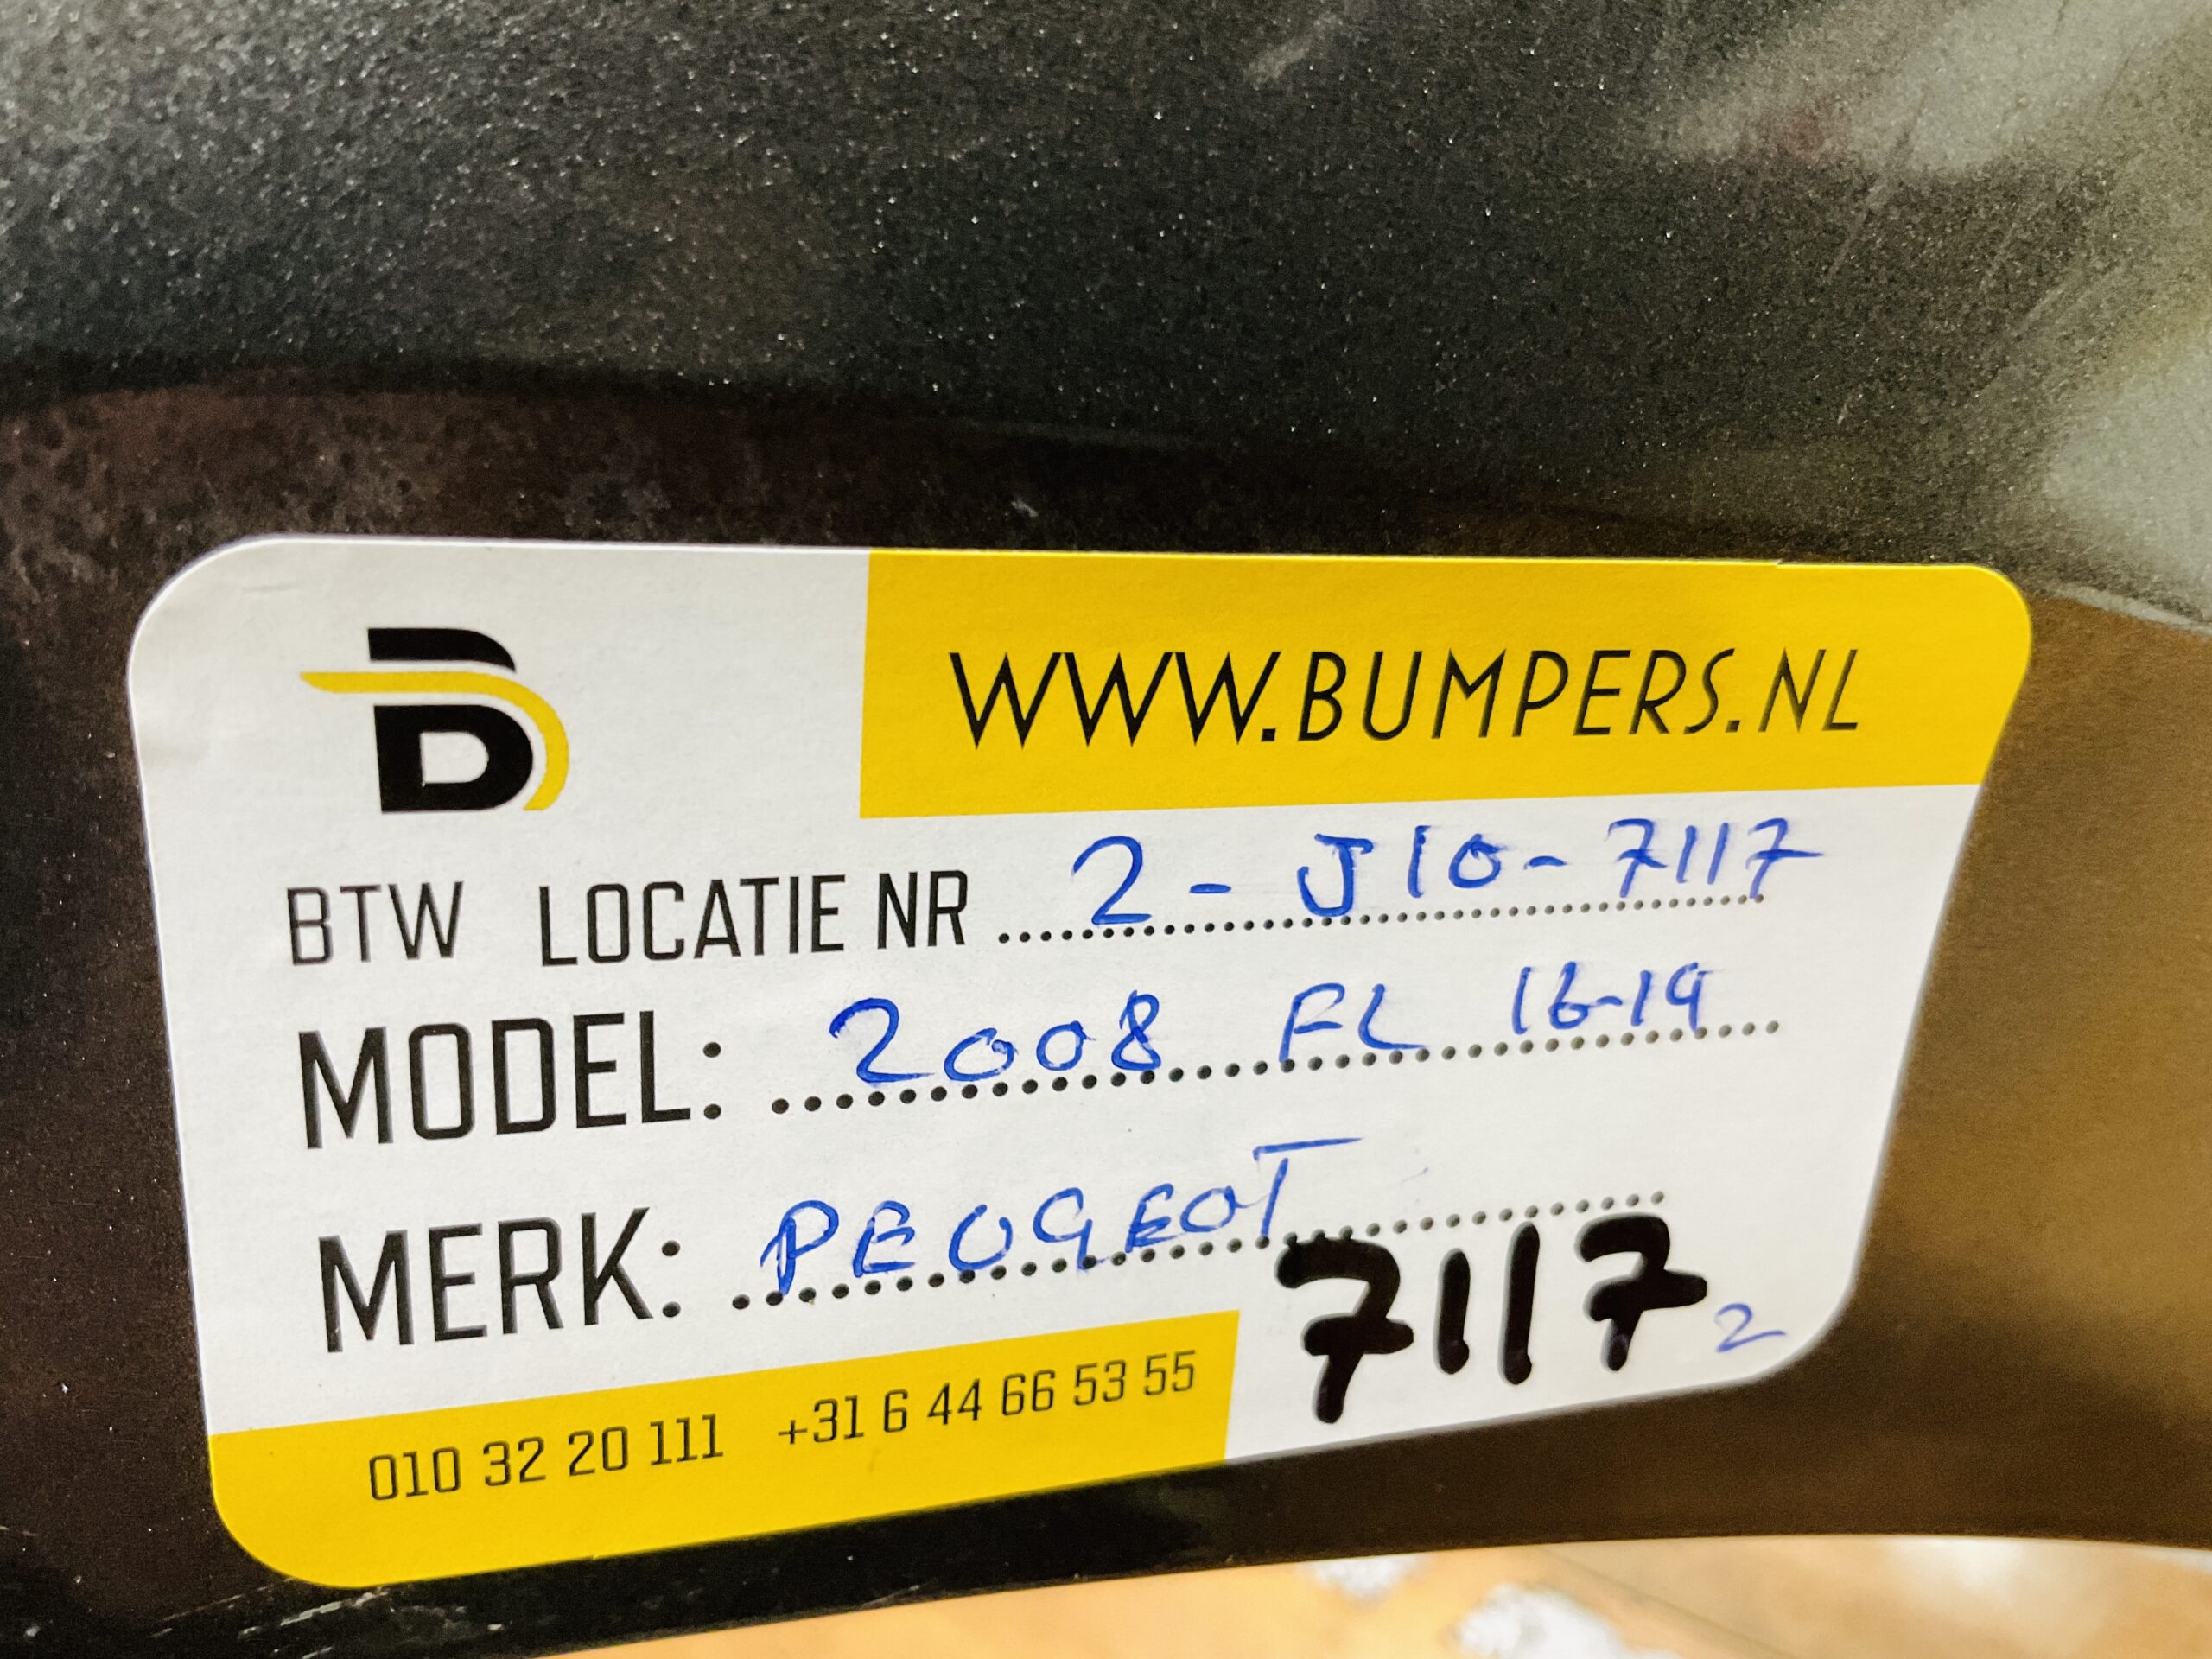 B
WWW.BUMPERS.NL
BTW LOCATIE NR 2 - J10-7117
MODEL: 2008 FL 16-19
MERK: PEOGEOT
7117 2
010 32 20 111 +31 6 44 66 53 55